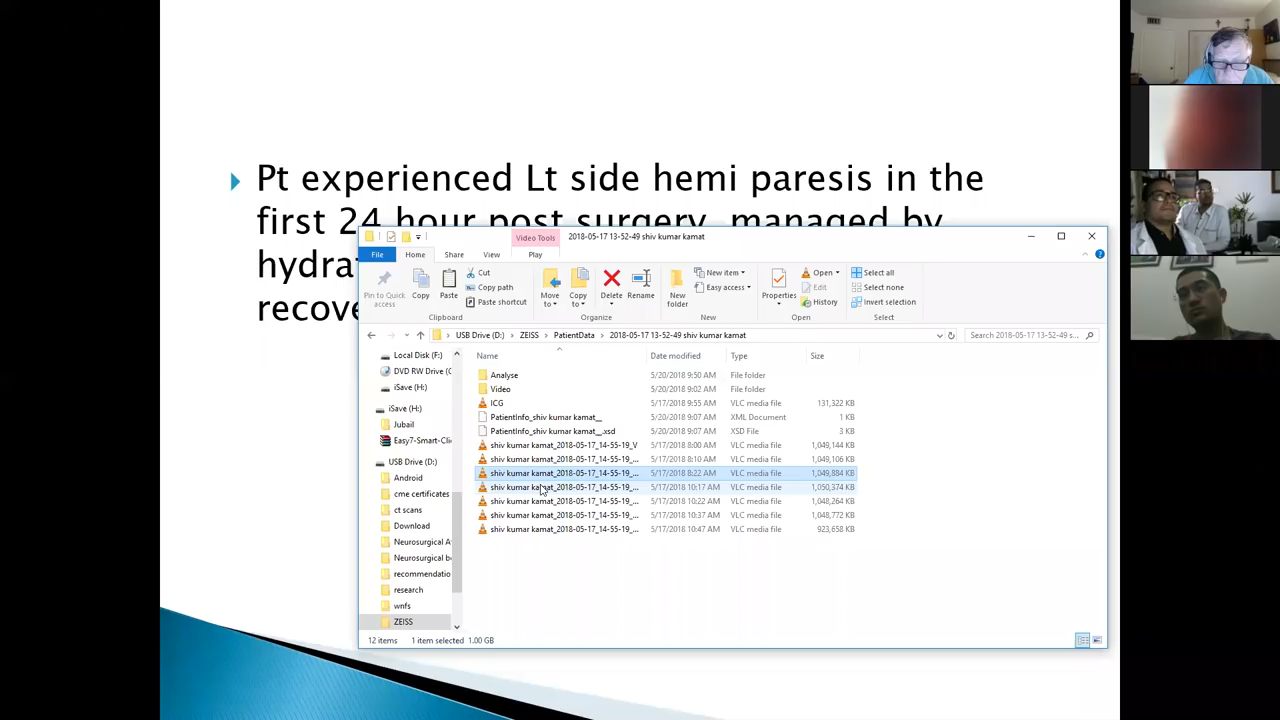 Pt experienced Lt side hemi paresis in the
first 24 hour post surgery, managed by
hydra
recove
Video Tools
2018-05-17 13-52-49 shiv kumar kamat
File
Home
Share
View
Play
Pin to Quick access
Copy
Paste
Cut
Copy path
Paste shortcut
Clipboard
Move to
Copy to
Delete
Rename
Organize
New folder
New item
Easy access
New
Properties
Open
Edit
History
Open
Select all
Select none
Invert selection
Select
USB Drive (D:) > ZEISS > PatientData > 2018-05-17 13-52-49 shiv kumar kamat
Search 2018-05-17 13-52-49 s...
Local Disk (F:)
DVD RW Drive (
iSave (H:)
iSave (H:)
Jubail
Easy7-Smart-Cli
USB Drive (D:)
Android
cme certificates
ct scans
Download
Neurosurgical A
Neurosurgical b
recommendatio
research
wnfs
ZEISS
Name Date modified Type Size
Analyse 5/20/2018 9:50 AM File folder
Video 5/20/2018 9:02 AM File folder
ICG 5/17/2018 9:55 AM VLC media file 131,322 KB
PatientInfo_shiv kumar kamat__ 5/20/2018 9:07 AM XML Document 1 KB
PatientInfo_shiv kumar kamat__.xsd 5/20/2018 9:07 AM XSD File 3 KB
shiv kumar kamat_2018-05-17_14-55-19_V 5/17/2018 8:00 AM VLC media file 1,049,144 KB
shiv kumar kamat_2018-05-17_14-55-19_... 5/17/2018 8:10 AM VLC media file 1,049,106 KB
shiv kumar kamat_2018-05-17_14-55-19_... 5/17/2018 8:22 AM VLC media file 1,049,884 KB
shiv kumar kamat_2018-05-17_14-55-19_... 5/17/2018 10:17 AM VLC media file 1,050,374 KB
shiv kumar kamat_2018-05-17_14-55-19_... 5/17/2018 10:22 AM VLC media file 1,048,264 KB
shiv kumar kamat_2018-05-17_14-55-19_... 5/17/2018 10:37 AM VLC media file 1,048,772 KB
shiv kumar kamat_2018-05-17_14-55-19_... 5/17/2018 10:47 AM VLC media file 923,658 KB
12 items 1 item selected 1.00 GB